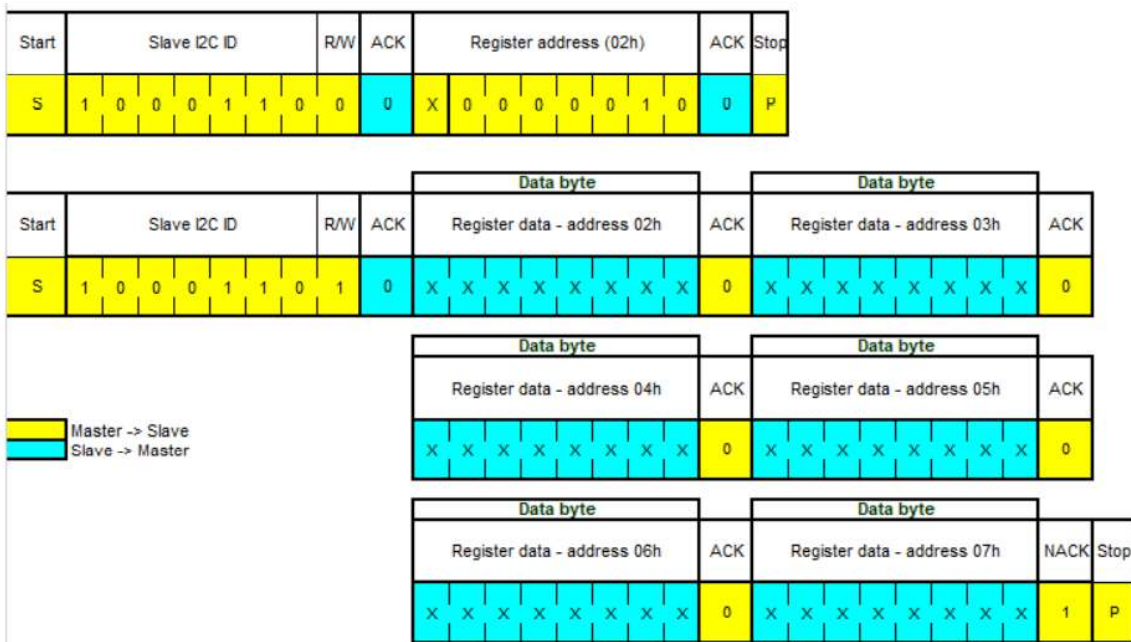 Start Slave I2C ID R/W ACK Register address (02h) ACK Stop
S 1 0 0 0 1 1 0 0 0 X 0 0 0 0 0 1 0 0 P
Data byte Data byte
Start Slave I2C ID R/W ACK Register data - address 02h ACK Register data - address 03h ACK
S 1 0 0 0 1 1 0 1 0 X X X X X X X X 0 X X X X X X X X 0
Data byte Data byte
Register data - address 04h ACK Register data - address 05h ACK
X X X X X X X X 0 X X X X X X X X 0
Master -> Slave
Slave -> Master
Data byte Data byte
Register data - address 06h ACK Register data - address 07h NACK Stop
X X X X X X X X 0 X X X X X X X X 1 P